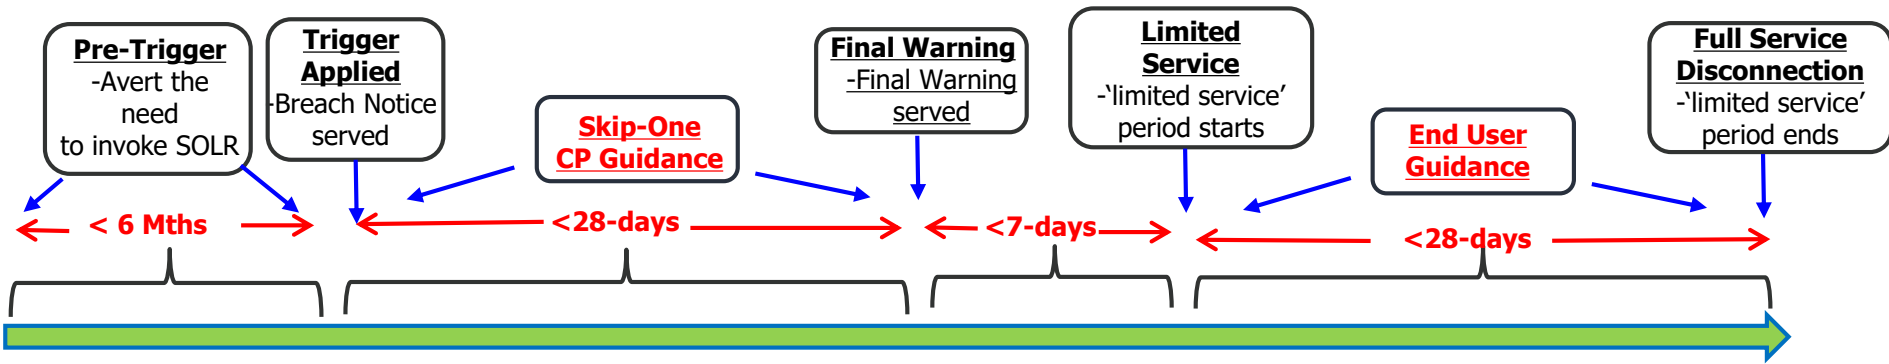 Pre-Trigger
-Avert the
need
to invoke SOLR
Trigger
Applied
-Breach Notice
served
Skip-One
CP Guidance
Final Warning
-Final Warning
served
Limited
Service
-‘limited service’
period starts
End User
Guidance
Full Service
Disconnection
-‘limited service’
period ends
< 6 Mths
<28-days
<7-days
<28-days